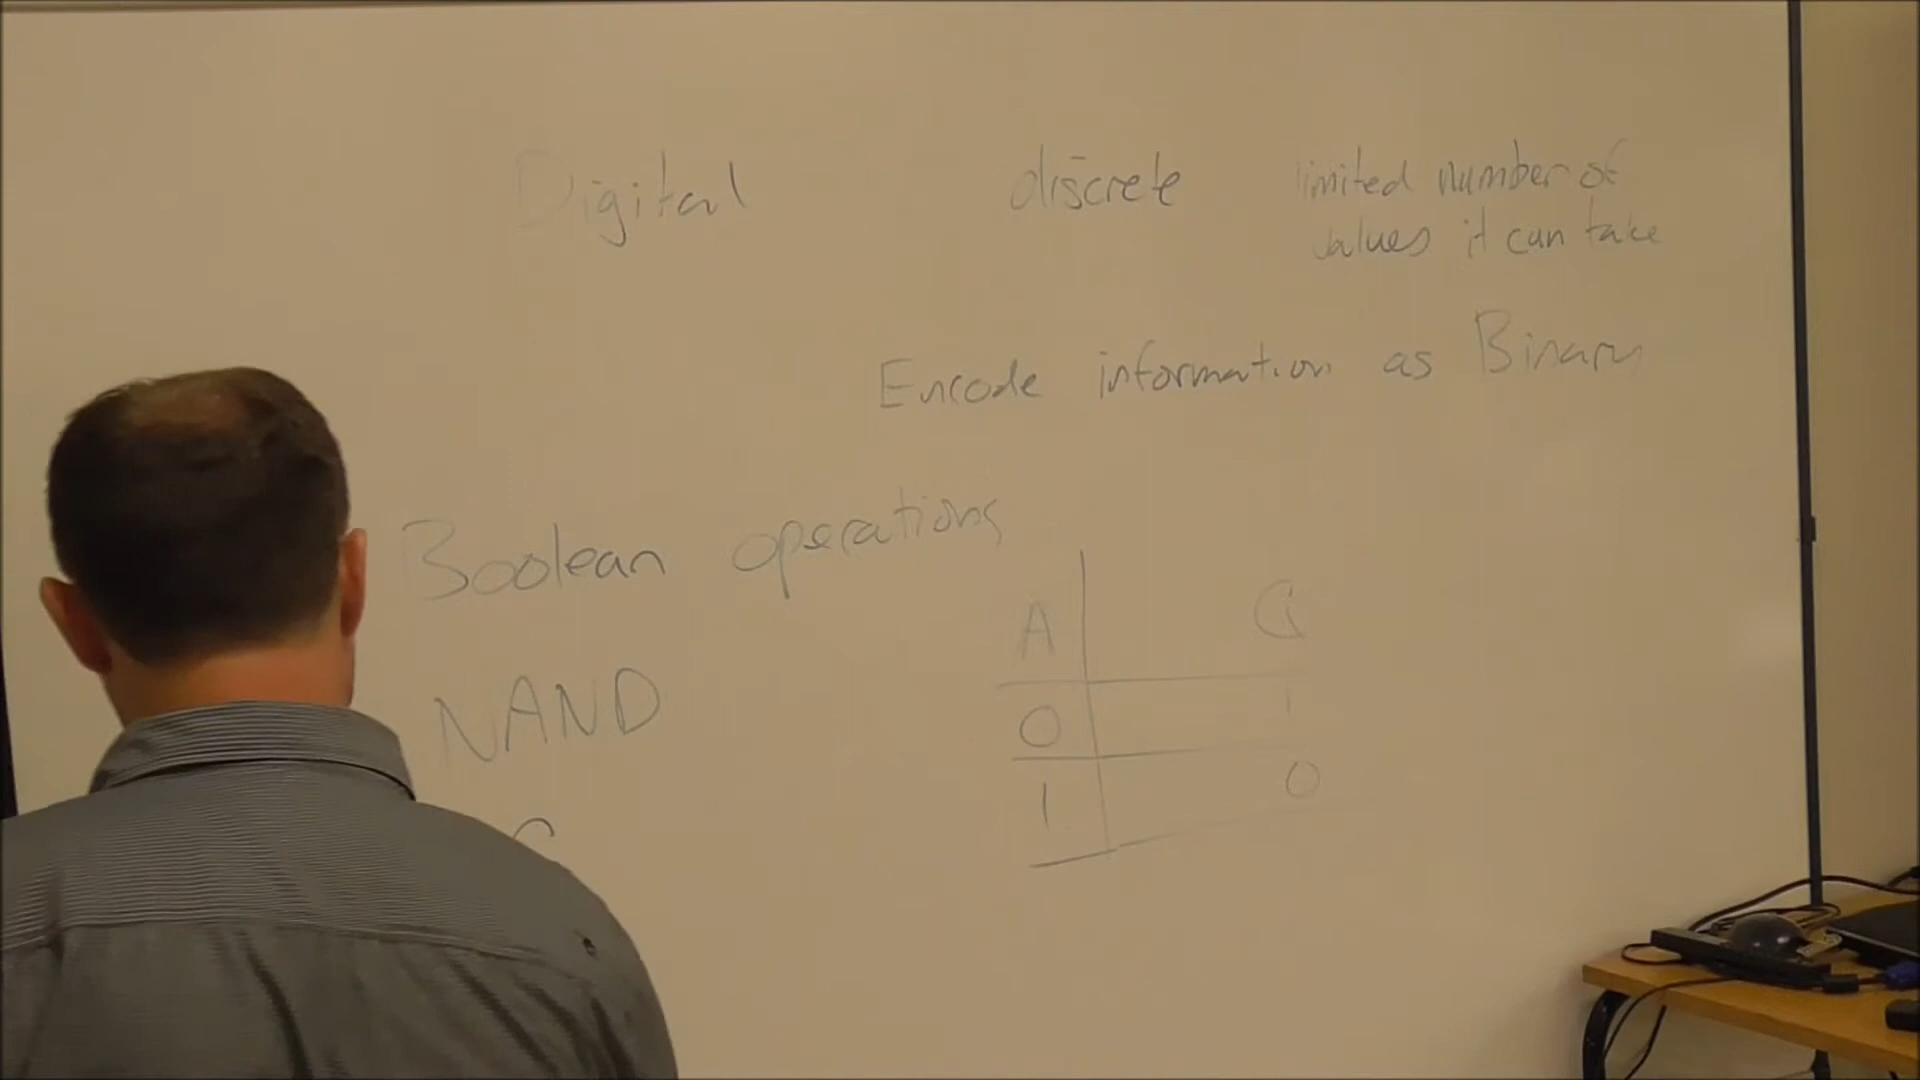 Digital discrete limited number of
values it can take
Encode information as Binary
Boolean operations
A Q
NAND
0 1
1 0